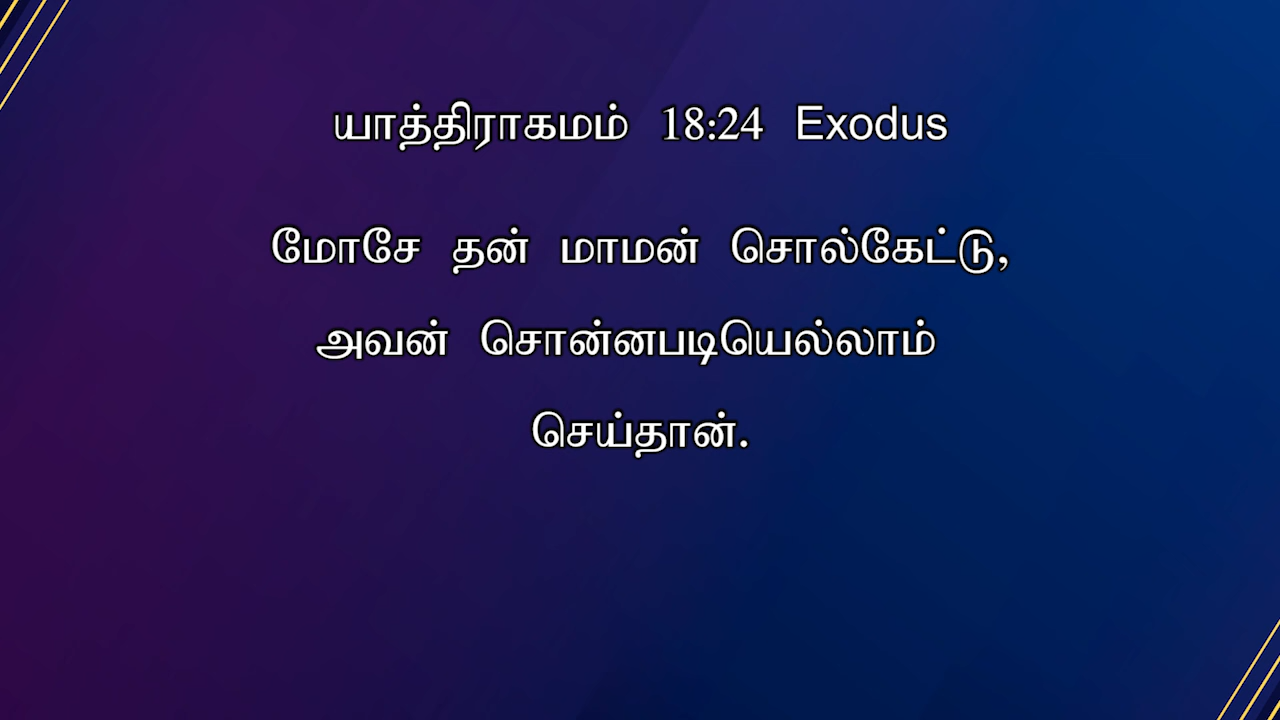 யாத்திராகமம் 18:24 Exodus
மோசே தன் மாமன் சொல்கேட்டு,
அவன் சொன்னபடியெல்லாம்
செய்தான்.